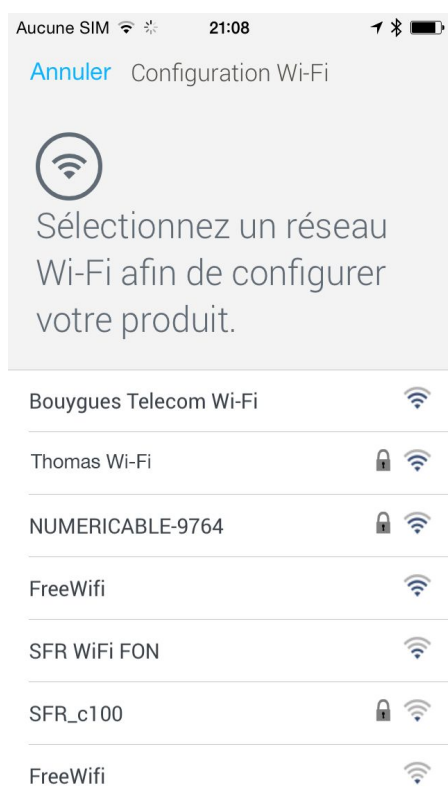 Aucune SIM 21:08
Annuler Configuration Wi-Fi
Sélectionnez un réseau
Wi-Fi afin de configurer
votre produit.
Bouygues Telecom Wi-Fi
Thomas Wi-Fi
NUMERICABLE-9764
FreeWifi
SFR WiFi FON
SFR_c100
FreeWifi